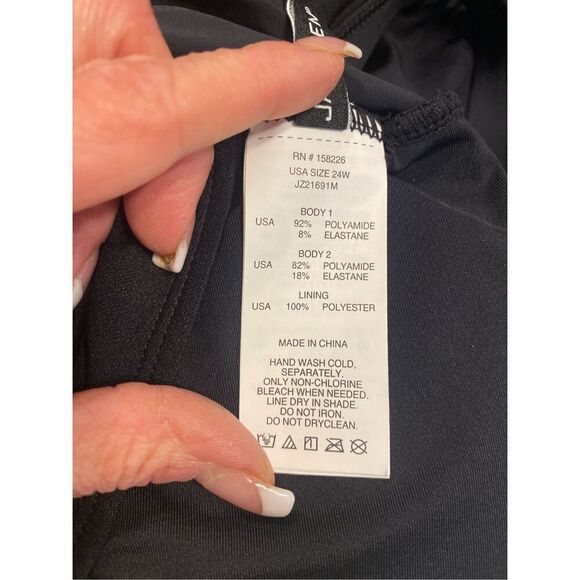 RN # 158226
USA SIZE 24W
JZ21691M
BODY 1
USA 92% POLYAMIDE
8% ELASTANE
BODY 2
USA 82% POLYAMIDE
18% ELASTANE
LINING
USA 100% POLYESTER
MADE IN CHINA
HAND WASH COLD,
SEPARATELY.
ONLY NON-CHLORINE
BLEACH WHEN NEEDED.
LINE DRY IN SHADE.
DO NOT IRON.
DO NOT DRYCLEAN.